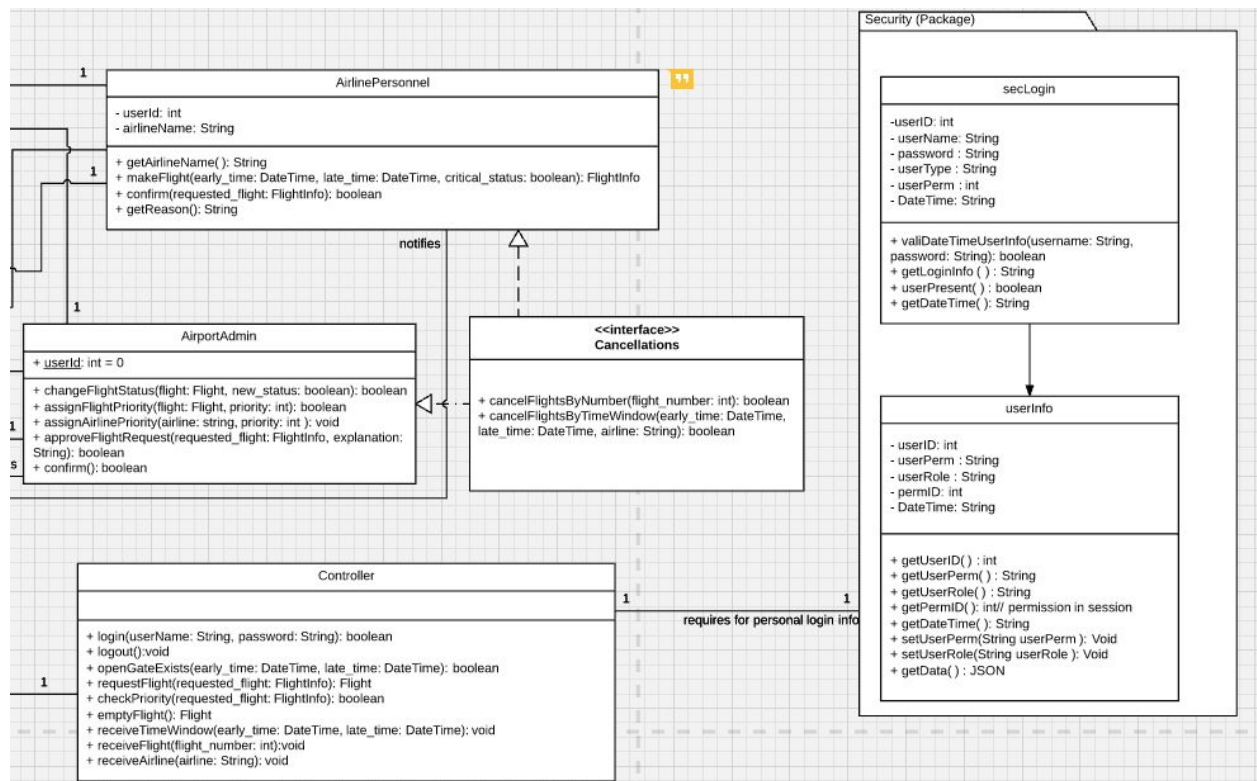 Security (Package)
1
AirlinePersonnel
- userId: int
- airlineName: String
+ getAirlineName( ): String
+ makeFlight(early_time: DateTime, late_time: DateTime, critical_status: boolean): FlightInfo
+ confirm(requested_flight: FlightInfo): boolean
+ getReason(): String
1
notifies
secLogin
-userID: int
- userName: String
- password : String
- userType : String
- userPerm : int
- DateTime: String
+ valiDateTimeUserInfo(username: String,
password: String): boolean
+ getLoginInfo ( ) : String
+ userPresent( ) : boolean
+ getDateTime( ): String
1
AirportAdmin
+ userId: int = 0
+ changeFlightStatus(flight: Flight, new_status: boolean): boolean
+ assignFlightPriority(flight: Flight, priority: int): boolean
+ assignAirlinePriority(airline: string, priority: int ): void
+ approveFlightRequest(requested_flight: FlightInfo, explanation:
String): boolean
+ confirm(): boolean
1
s
<<interface>>
Cancellations
+ cancelFlightsByNumber(flight_number: int): boolean
+ cancelFlightsByTimeWindow(early_time: DateTime,
late_time: DateTime, airline: String): boolean
userInfo
- userID: int
- userPerm : String
- userRole : String
- permID: int
- DateTime: String
+ getUserID( ) : int
+ getUserPerm( ) : String
+ getUserRole( ) : String
+ getPermID( ): int// permission in session
+ getDateTime( ): String
+ setUserPerm(String userPerm ): Void
+ setUserRole(String userRole ): Void
+ getData( ) : JSON
Controller
+ login(userName: String, password: String): boolean
+ logout():void
+ openGateExists(early_time: DateTime, late_time: DateTime): boolean
+ requestFlight(requested_flight: FlightInfo): Flight
+ checkPriority(requested_flight: FlightInfo): boolean
+ emptyFlight(): Flight
+ receiveTimeWindow(early_time: DateTime, late_time: DateTime): void
+ receiveFlight(flight_number: int):void
+ receiveAirline(airline: String): void
1
1
1
requires for personal login info